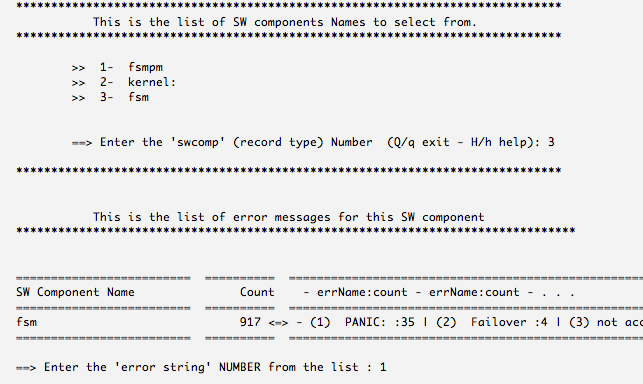 ******************************************************************************
This is the list of SW components Names to select from.
******************************************************************************
>> 1- fsmpm
>> 2- kernel:
>> 3- fsm
==> Enter the 'swcomp' (record type) Number (Q/q exit - H/h help): 3
******************************************************************************
This is the list of error messages for this SW component
********************************************************************************
========================= ========== ===================================================
SW Component Name Count - errName:count - errName:count - . . .
========================= ========== ===================================================
fsm 917 <=> - (1) PANIC: :35 | (2) Failover :4 | (3) not acc
========================= ========== ===================================================
==> Enter the 'error string' NUMBER from the list : 1